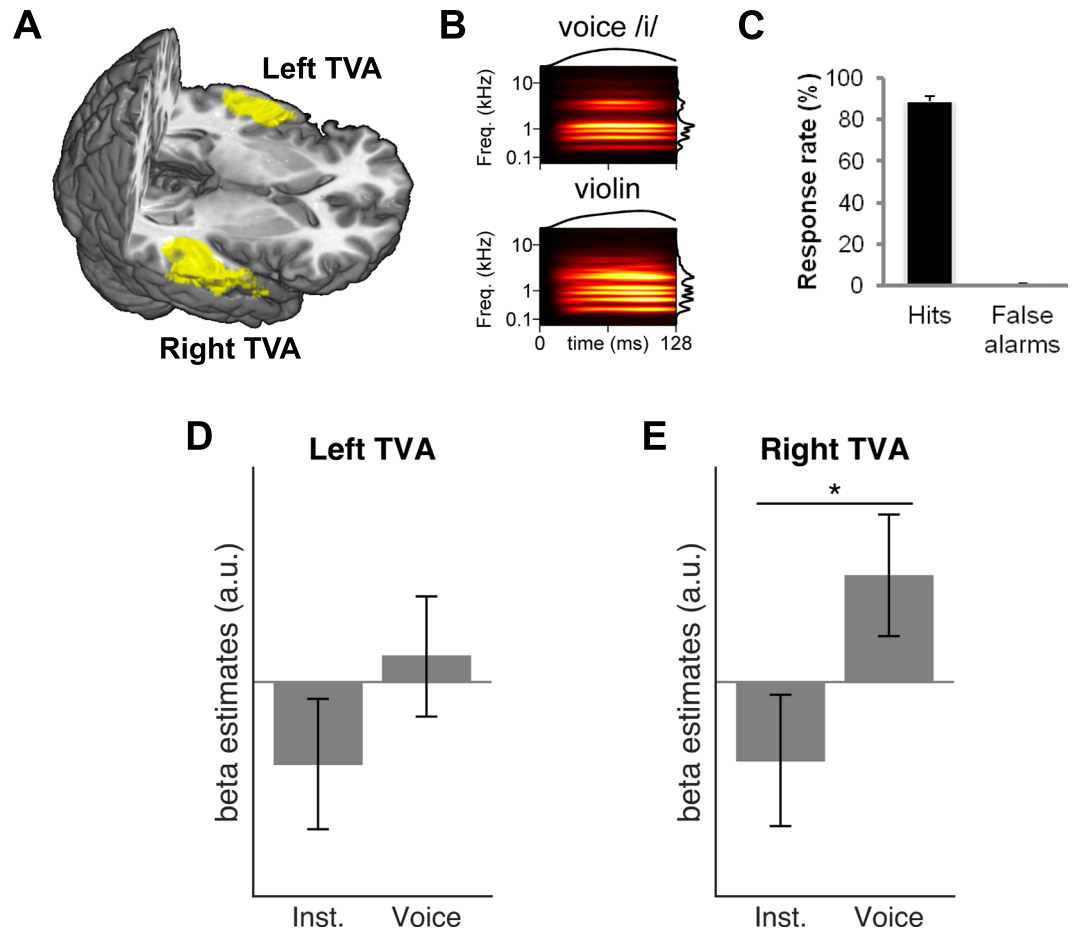 A
Left TVA
Right TVA
B
voice /i/
Freq. (kHz)
10
1
0.1
violin
Freq. (kHz)
10
1
0.1
0 time (ms) 128
C
Response rate (%)
100
80
60
40
20
0
Hits
False
alarms
D
Left TVA
beta estimates (a.u.)
Inst. Voice
E
Right TVA
*
beta estimates (a.u.)
Inst. Voice